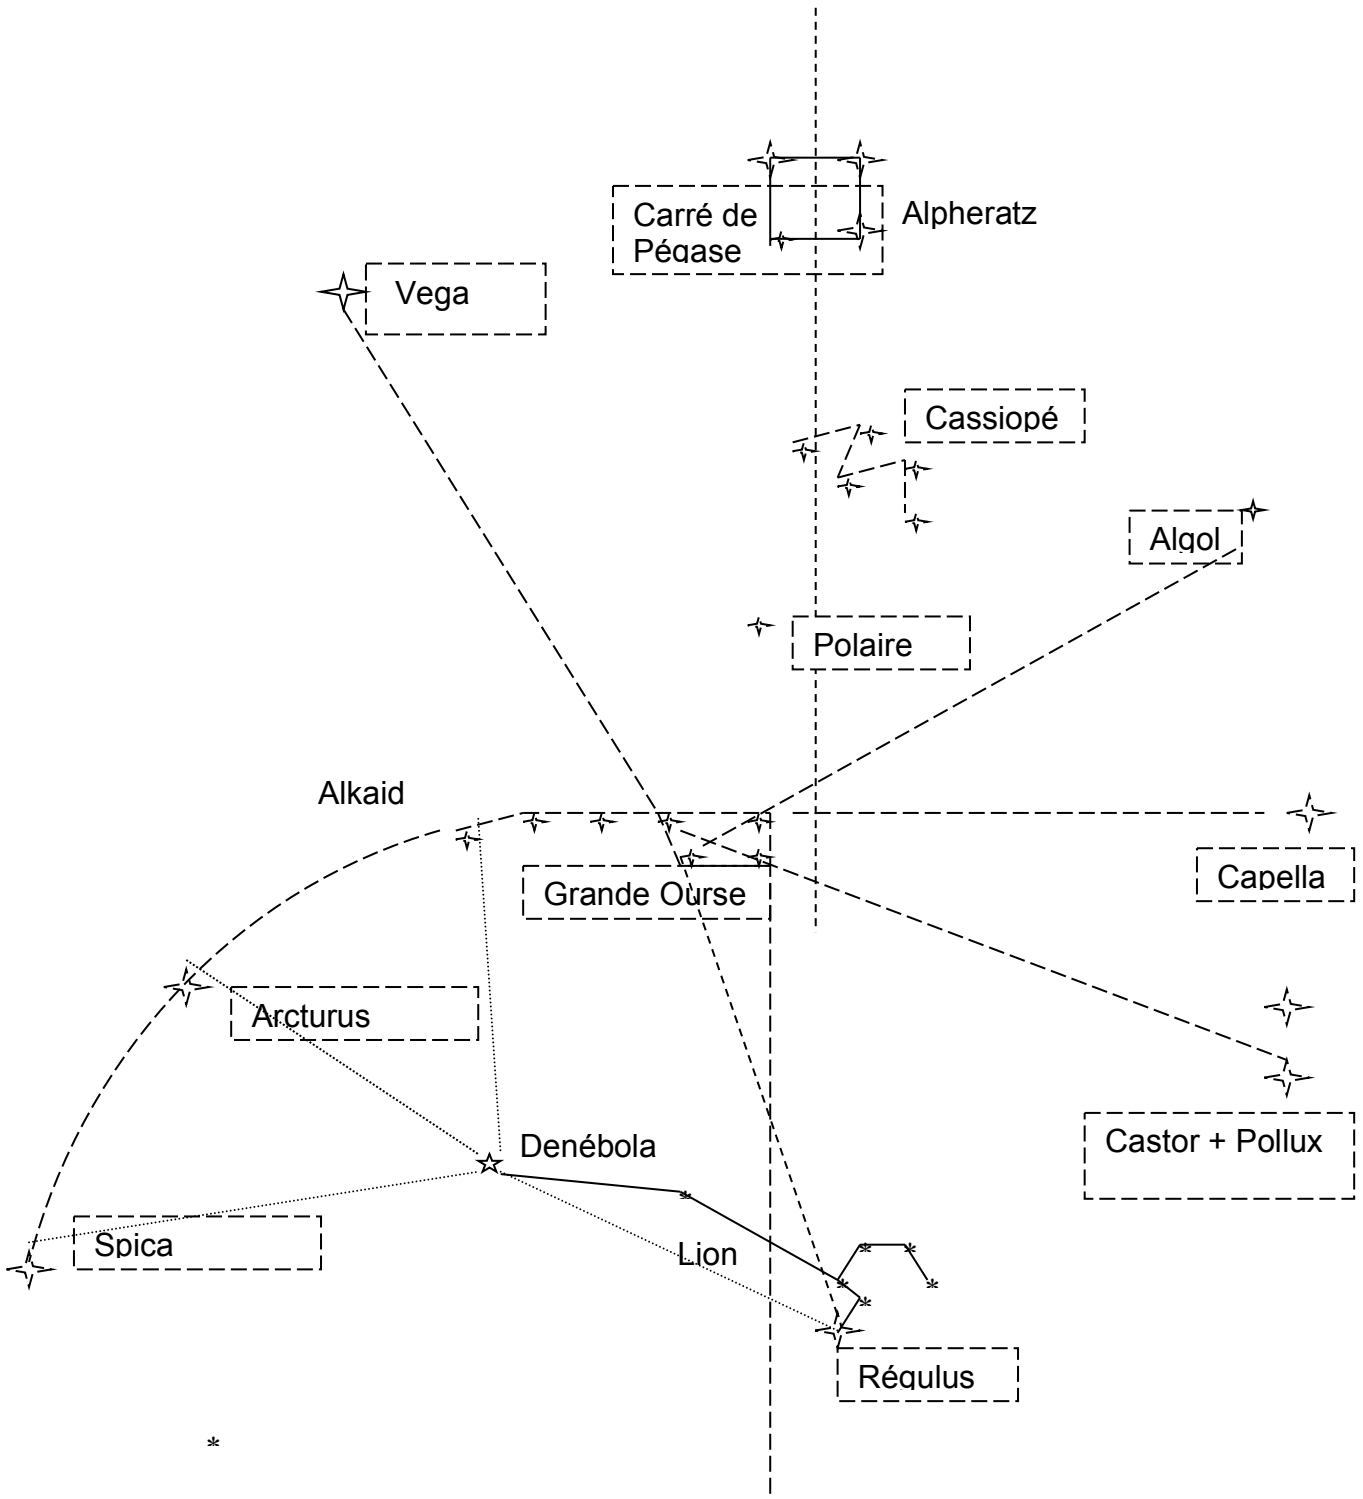 Carré de
Pégase
Alpheratz
Vega
Cassiopé
Algol
Polaire
Alkaid
Grande Ourse
Capella
Arcturus
Castor + Pollux
Denébola
Spica
Lion
Régulus